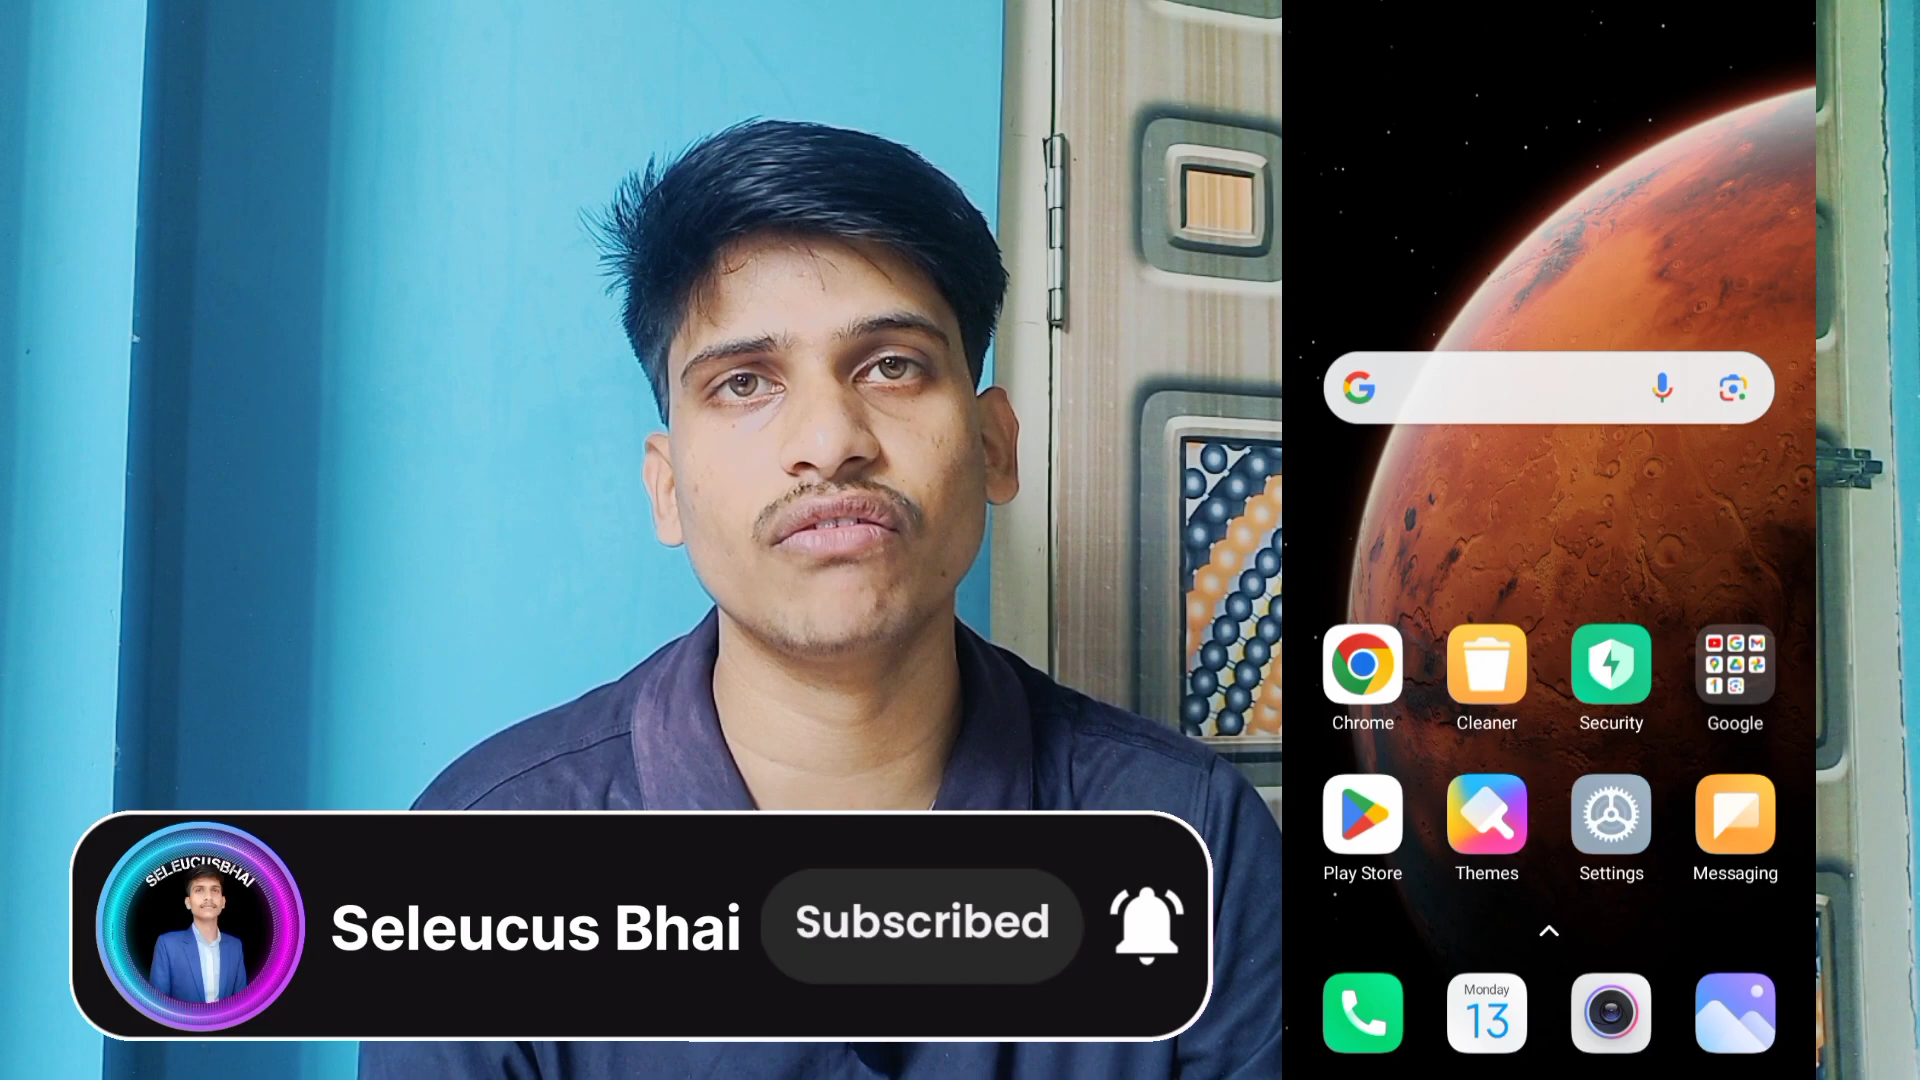 SELEUCUSBHAI
Seleucus Bhai
Subscribed
Chrome
Cleaner
Security
Google
Play Store
Themes
Settings
Messaging
Monday
13